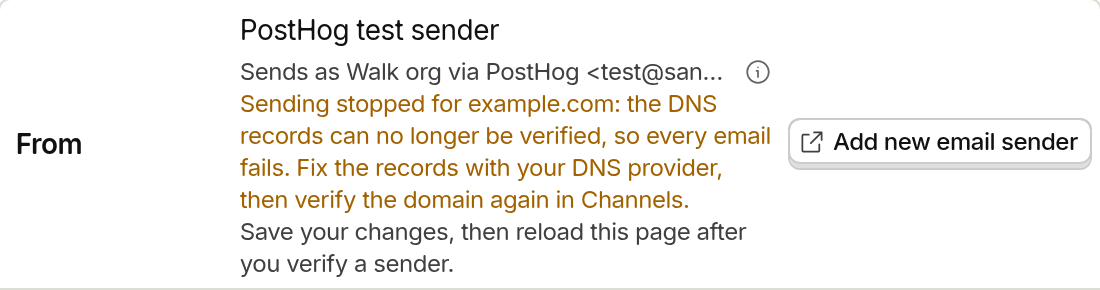 PostHog test sender
Sends as Walk org via PostHog <test@san...
Sending stopped for example.com: the DNS
records can no longer be verified, so every email
From
Add new email sender
fails. Fix the records with your DNS provider,
then verify the domain again in Channels.
Save your changes, then reload this page after
you verify a sender.